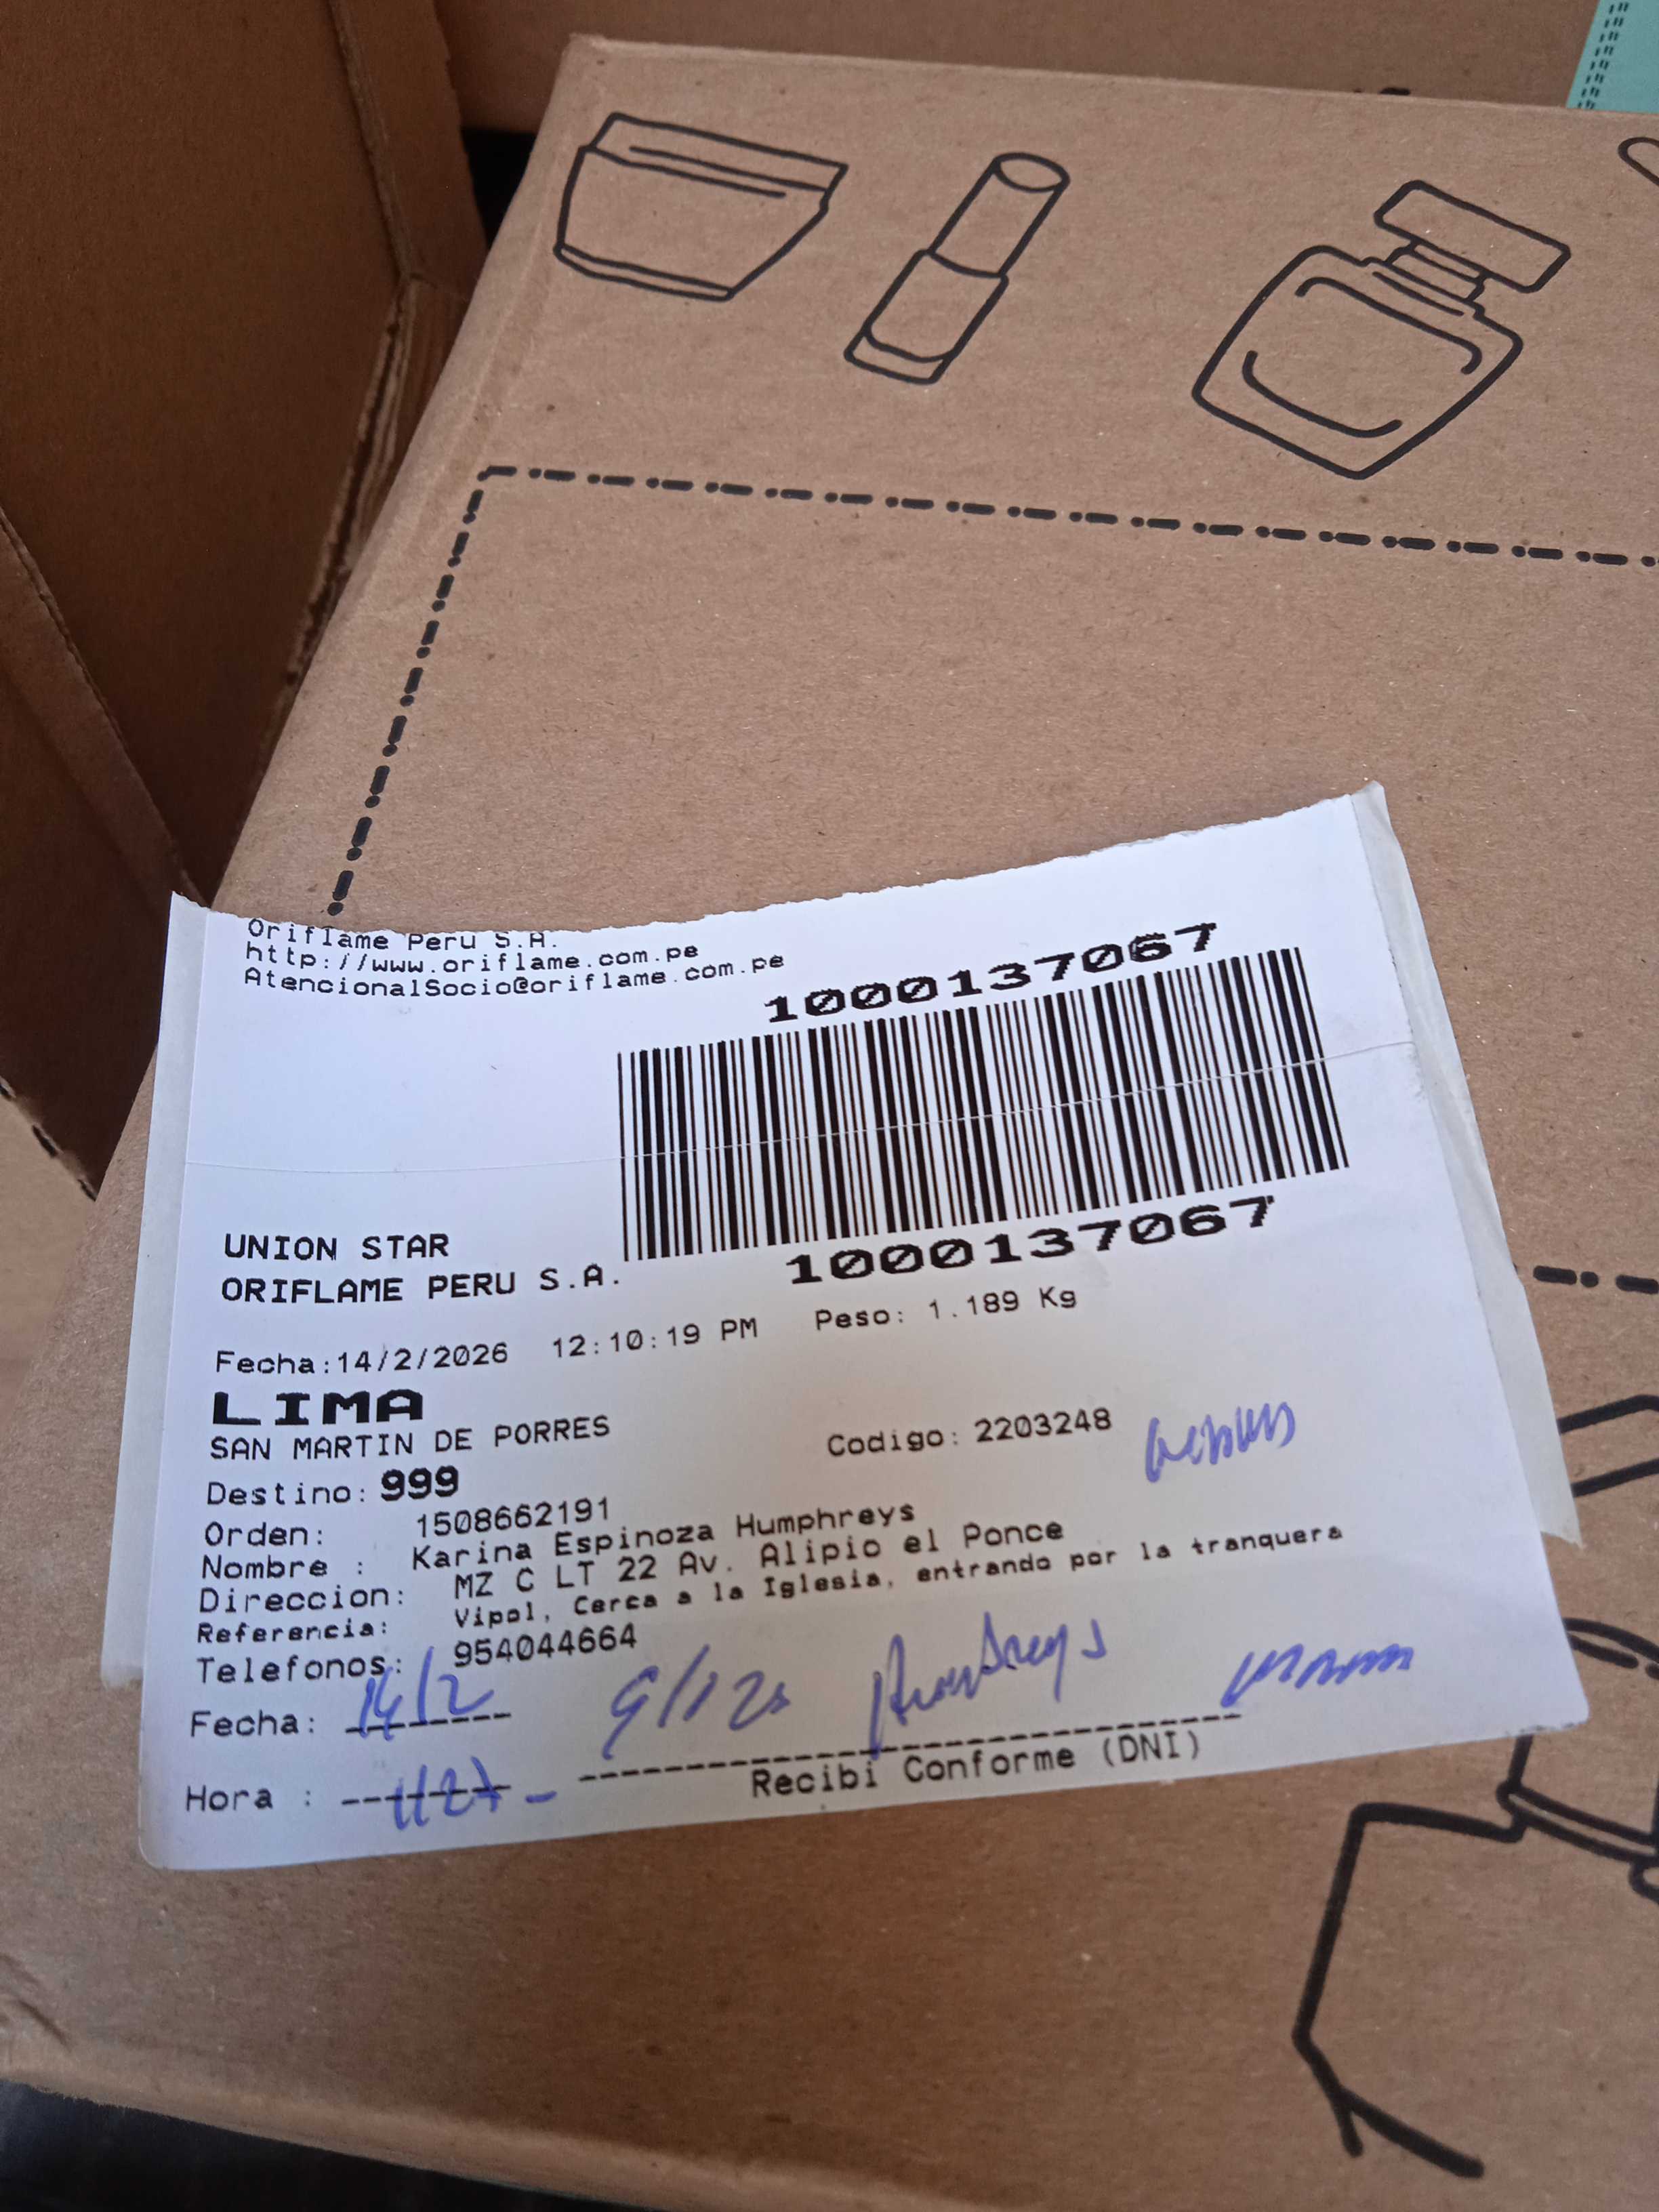 Oriflame Peru S.A.
http://www.oriflame.com.pe
AtencionalSocio@oriflame.com.pe
1000137067
UNION STAR
ORIFLAME PERU S.A.
1000137067
Fecha:14/2/2026 12:10:19 PM Peso: 1.189 Kg
LIMA
SAN MARTIN DE PORRES
Codigo: 2203248
Destino: 999
Orden: 1508662191
Nombre : Karina Espinoza Humphreys
Direccion: MZ C LT 22 Av. Alipio el Ponce
Referencia: Vipol, Cerca a la Iglesia, entrando por la tranquera
Telefonos: 954044664
Fecha: 14/2 Humphreys
Hora :
Recibi Conforme (DNI)